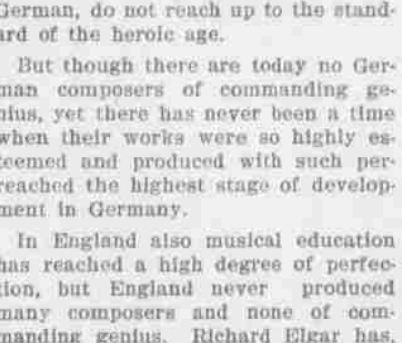 German, do not reach up to the stand-
ard of the heroic age.
But though there are today no Ger-
man composers of commanding ge-
nius, yet there has never been a time
when their works were so highly es-
teemed and produced with such per-
reached the highest stage of develop-
ment in Germany.
In England also musical education
has reached a high degree of perfec-
tion, but England never produced
many composers and none of com-
manding genius. Richard Elgar has,